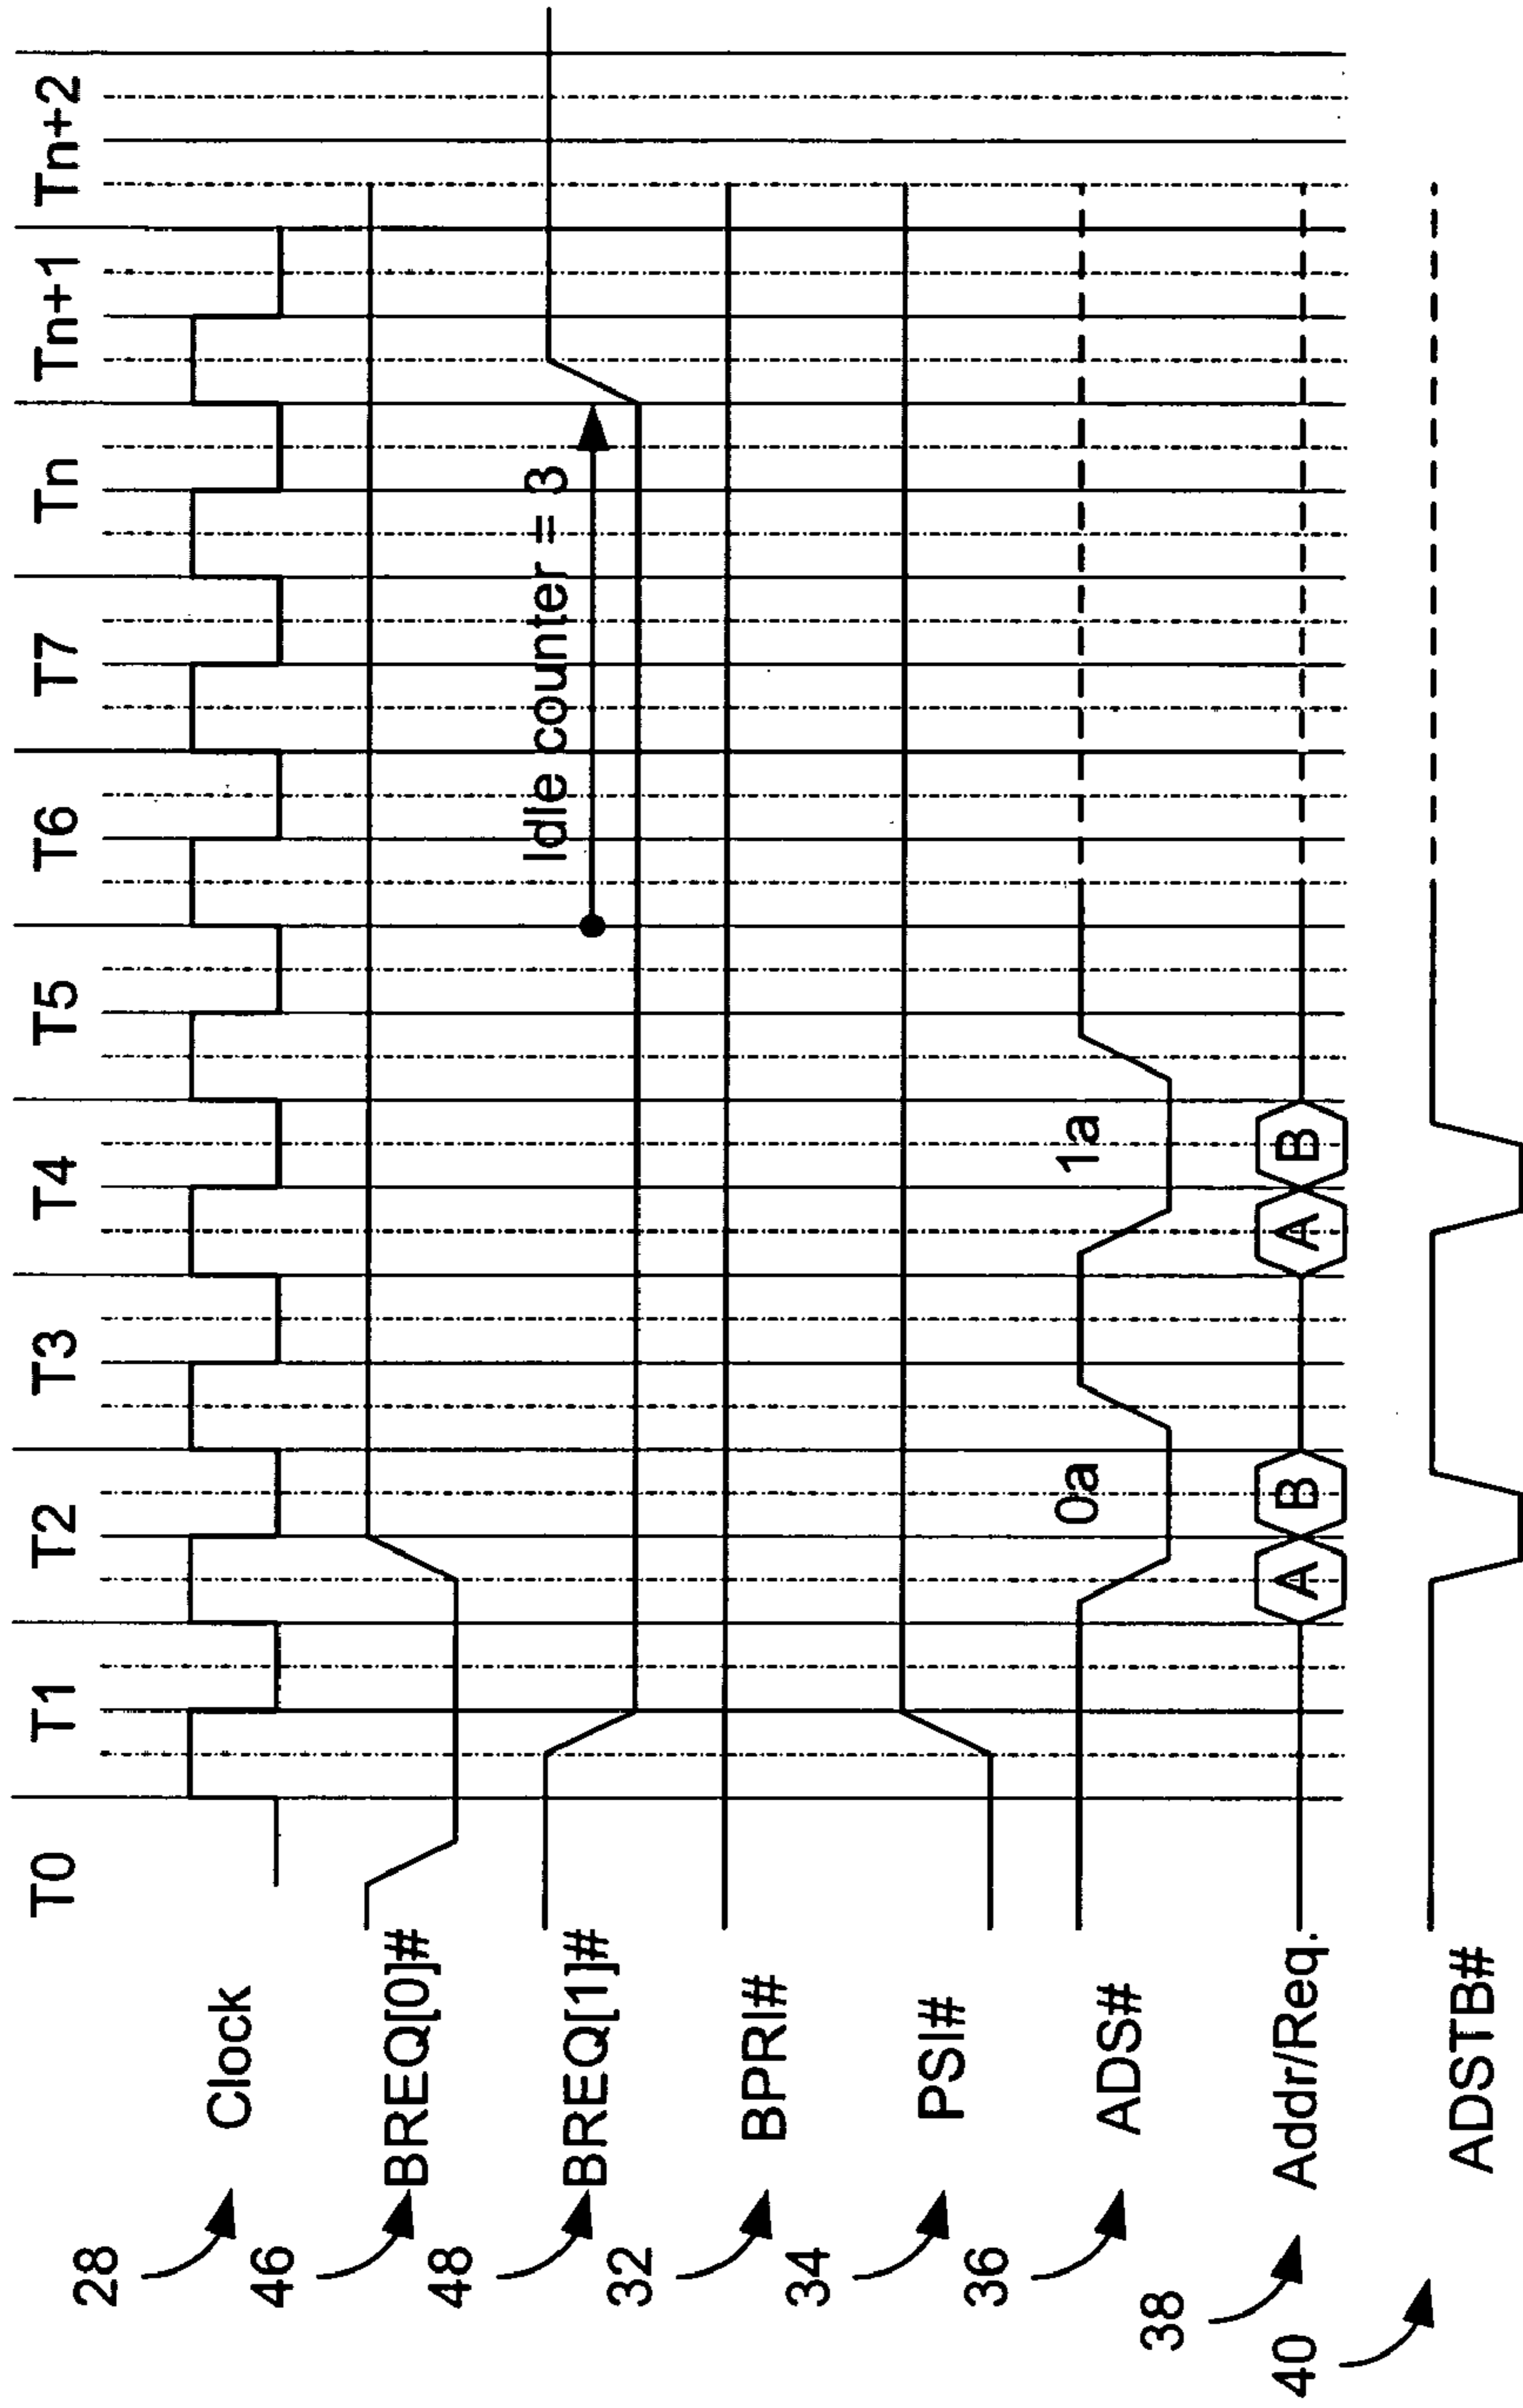 T0 T1 T2 T3 T4 T5 T6 T7 Tn Tn+1 Tn+2
28 Clock
46 BREQ[0]#
48 BREQ[1]#
Idle counter = 3
32 BPRI#
34 PSI#
36 ADS#
0a 1a
38 Addr/Req.
A B A B
40 ADSTB#